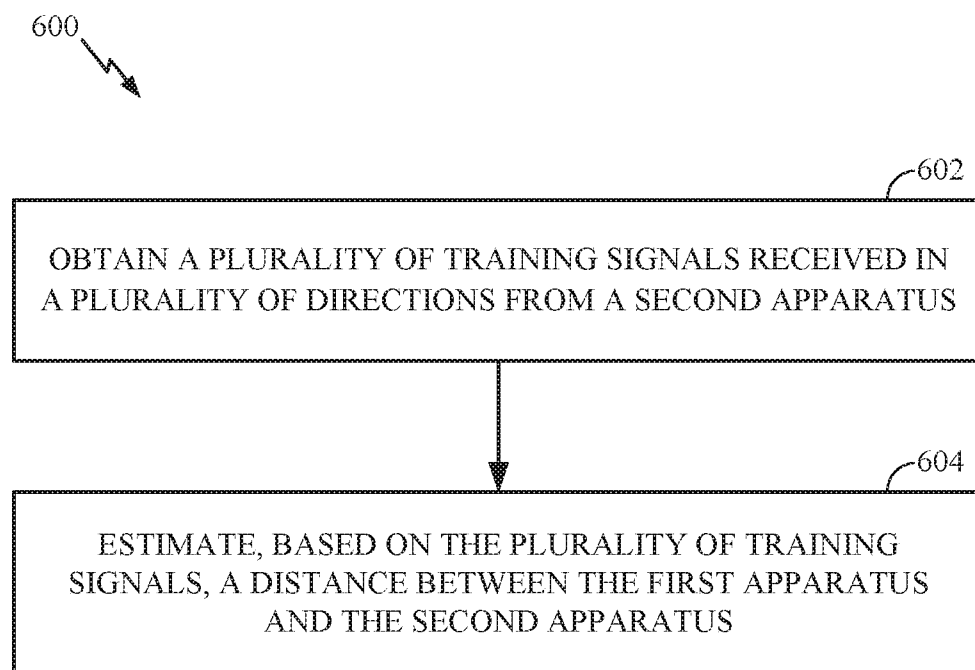 600
602
OBTAIN A PLURALITY OF TRAINING SIGNALS RECEIVED IN
A PLURALITY OF DIRECTIONS FROM A SECOND APPARATUS
604
ESTIMATE, BASED ON THE PLURALITY OF TRAINING
SIGNALS, A DISTANCE BETWEEN THE FIRST APPARATUS
AND THE SECOND APPARATUS